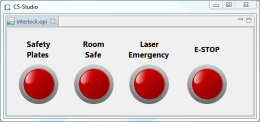 CS-Studio
interlock.opi
Safety Plates
Room Safe
Laser Emergency
E-STOP